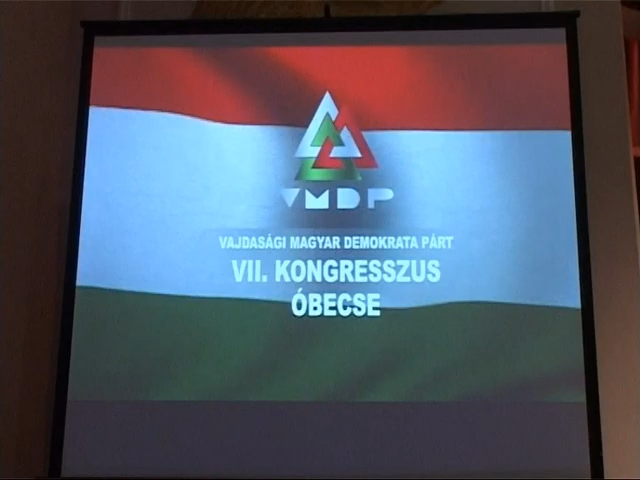 VMDP
VAJDASÁGI MAGYAR DEMOKRATA PÁRT
VII. KONGRESSZUS
ÓBECSE